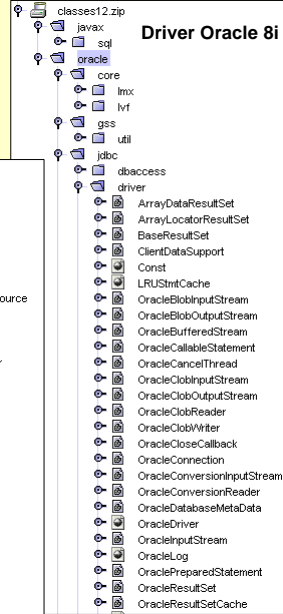 classes12.zip
Driver Oracle 8i
javax
sql
oracle
core
lmx
lvf
gss
util
jdbc
dbaccess
driver
ArrayDataResultSet
ArrayLocatorResultSet
BaseResultSet
ClientDataSupport
Const
LRUStmtCache
ource
OracleBlobInputStream
OracleBlobOutputStream
OracleBufferedStream
OracleCallableStatement
OracleCancelThread
OracleClobInputStream
OracleClobOutputStream
OracleClobReader
OracleClobWriter
OracleCloseCallback
OracleConnection
OracleConversionInputStream
OracleConversionReader
OracleDatabaseMetaData
OracleDriver
OracleInputStream
OracleLog
OraclePreparedStatement
OracleResultSet
OracleResultSetCache